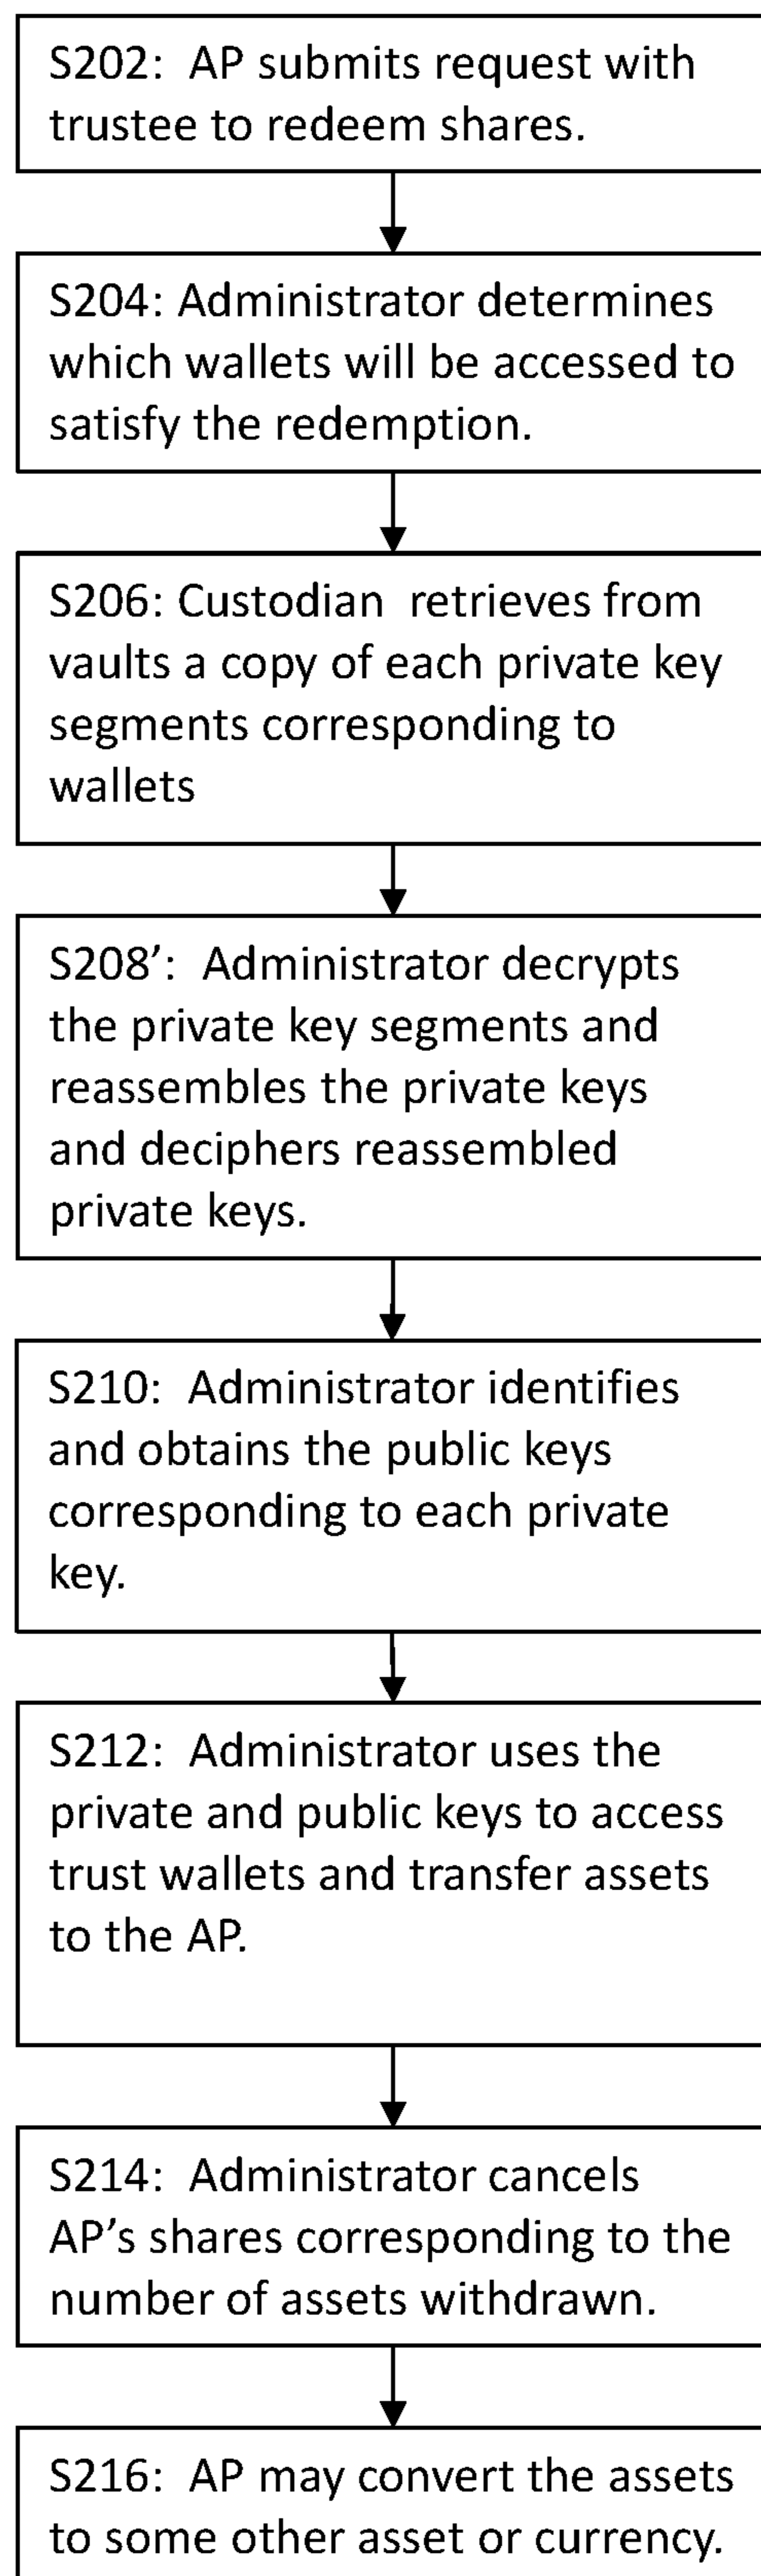 S202:  AP submits request with
trustee to redeem shares.
S204: Administrator determines
which wallets will be accessed to
satisfy the redemption.
S206: Custodian  retrieves from
vaults a copy of each private key
segments corresponding to
wallets
S208’:  Administrator decrypts
the private key segments and
reassembles the private keys
and deciphers reassembled
private keys.
S210:  Administrator identifies
and obtains the public keys
corresponding to each private
key.
S212:  Administrator uses the
private and public keys to access
trust wallets and transfer assets
to the AP.
S214:  Administrator cancels
AP’s shares corresponding to the
number of assets withdrawn.
S216:  AP may convert the assets
to some other asset or currency.